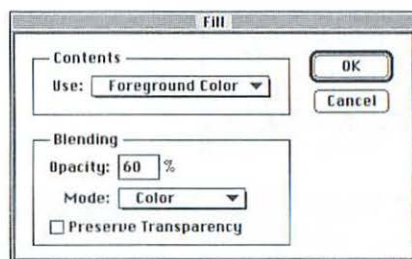 Fill
Contents
Use: Foreground Color
OK
Cancel
Blending
Opacity: 60 %
Mode: Color
Preserve Transparency